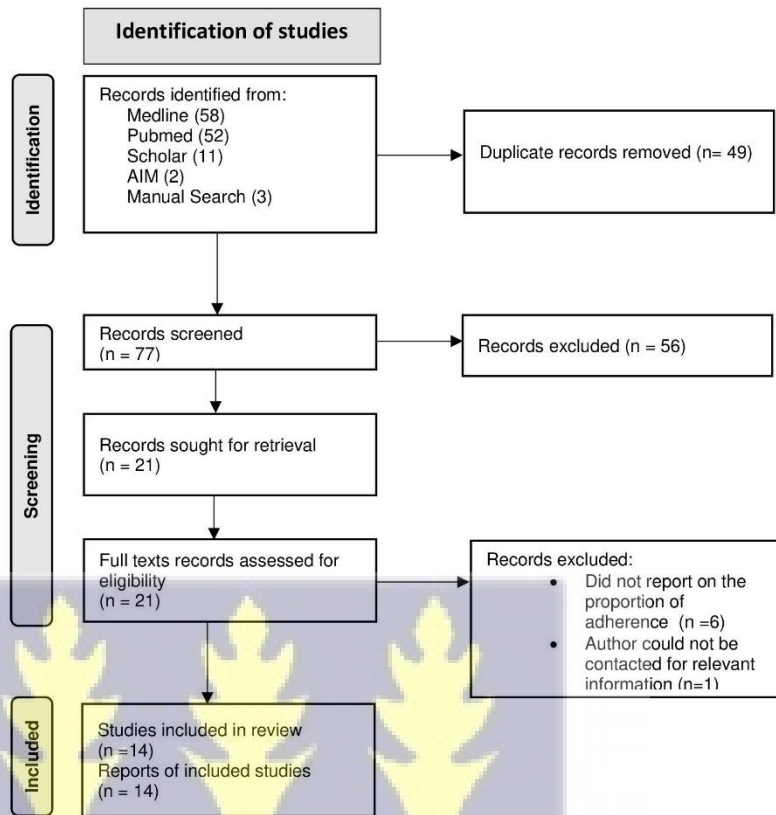 Identification of studies
Identification
Records identified from:
Medline (58)
Pubmed (52)
Scholar (11)
AIM (2)
Manual Search (3)
Duplicate records removed (n= 49)
Screening
Records screened
(n = 77)
Records excluded (n = 56)
Records sought for retrieval
(n = 21)
Full texts records assessed for
eligibility
(n = 21)
Records excluded:
• Did not report on the
proportion of
adherence (n =6)
• Author could not be
contacted for relevant
information (n=1)
Included
Studies included in review
(n =14)
Reports of included studies
(n = 14)